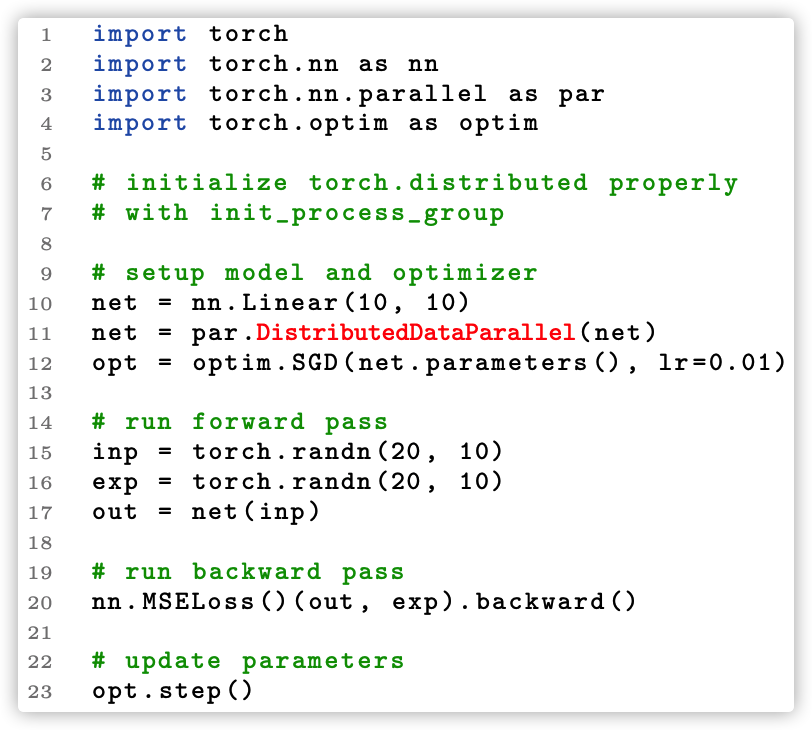 1 import torch
2 import torch.nn as nn
3 import torch.nn.parallel as par
4 import torch.optim as optim
5
6 # initialize torch.distributed properly
7 # with init_process_group
8
9 # setup model and optimizer
10 net = nn.Linear(10, 10)
11 net = par.DistributedDataParallel(net)
12 opt = optim.SGD(net.parameters(), lr=0.01)
13
14 # run forward pass
15 inp = torch.randn(20, 10)
16 exp = torch.randn(20, 10)
17 out = net(inp)
18
19 # run backward pass
20 nn.MSELoss()(out, exp).backward()
21
22 # update parameters
23 opt.step()